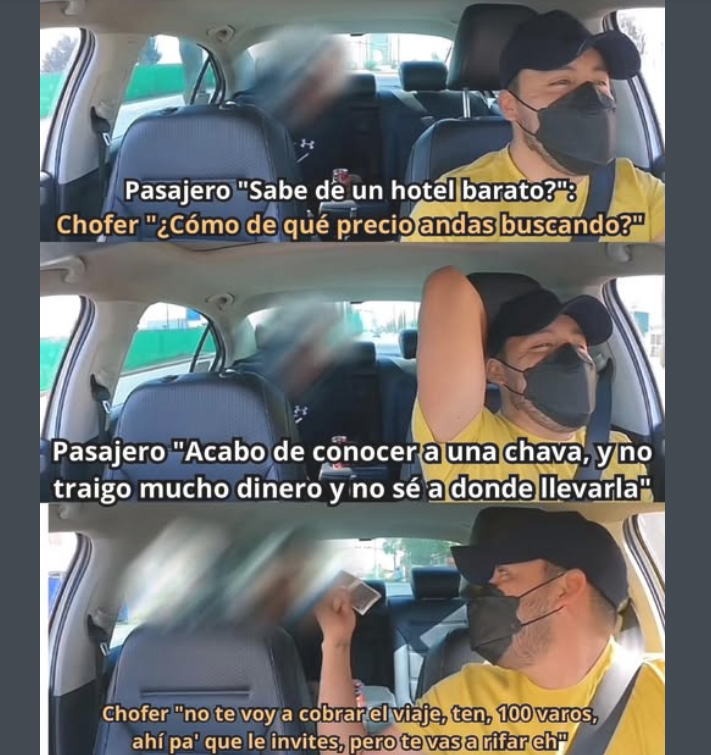 Pasajero "Sabe de un hotel barato?":
Chofer "¿Cómo de qué precio andas buscando?"
Pasajero "Acabo de conocer a una chava, y no
traigo mucho dinero y no sé a donde llevarla"
Chofer "no te voy a cobrar el viaje, ten, 100 varos,
ahí pa' que le invites, pero te vas a rifar eh"